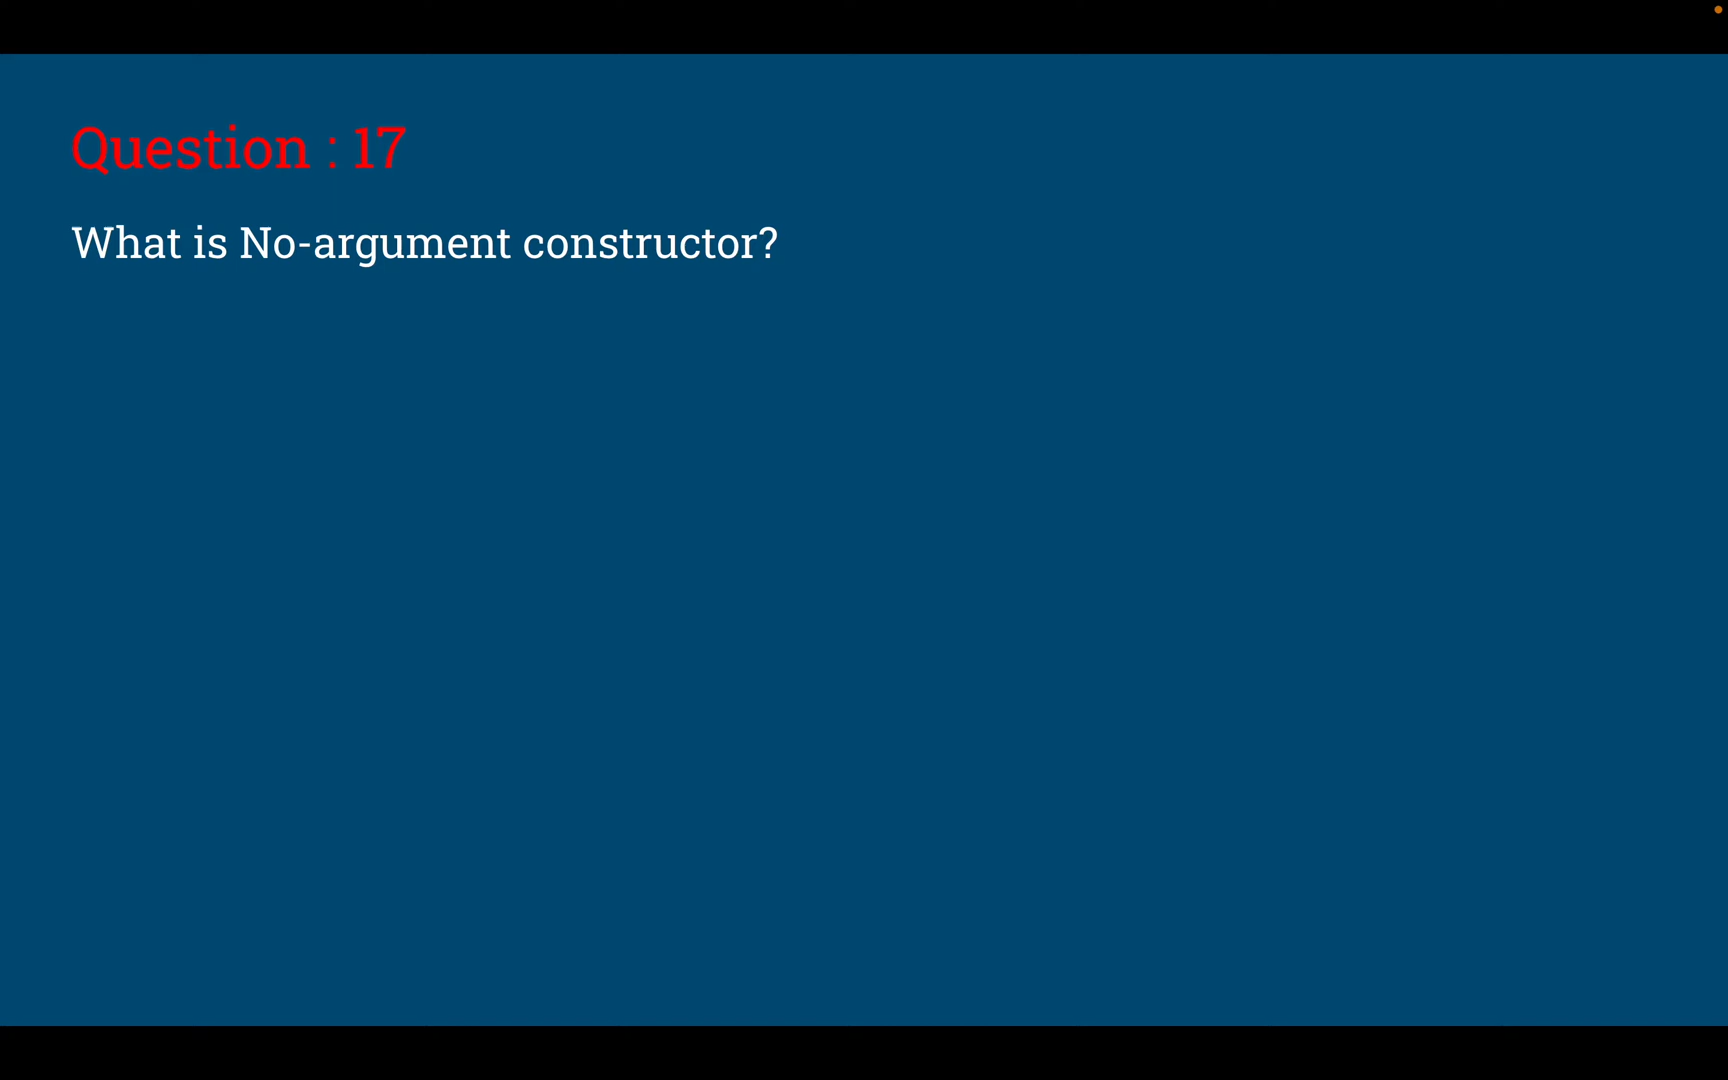 Question : 17
What is No-argument constructor?